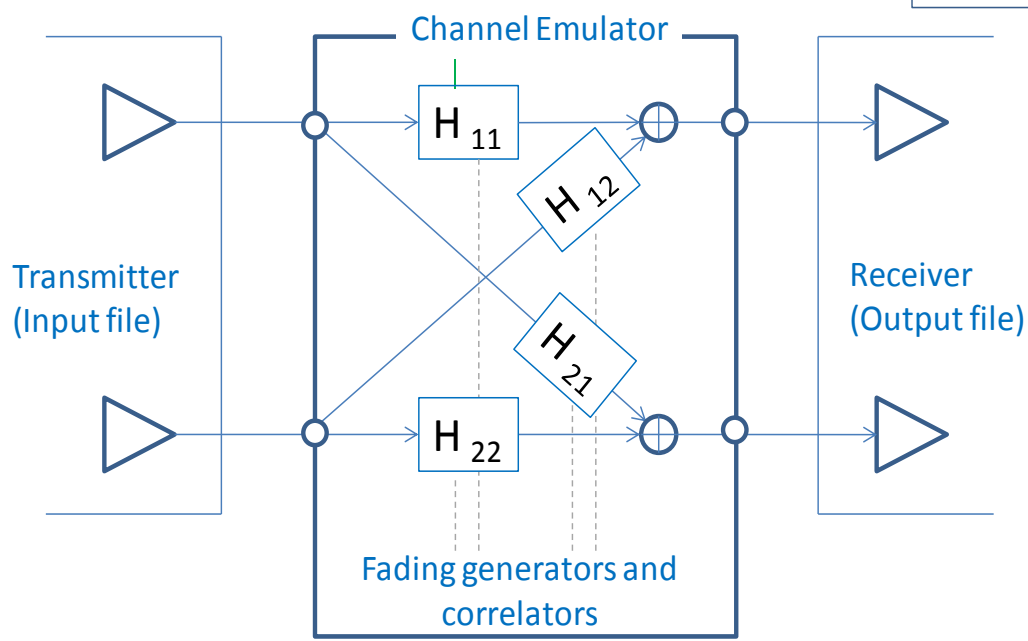 Channel Emulator
H 11
H 12
Transmitter
(Input file)
Receiver
(Output file)
H 21
H 22
Fading generators and
correlators